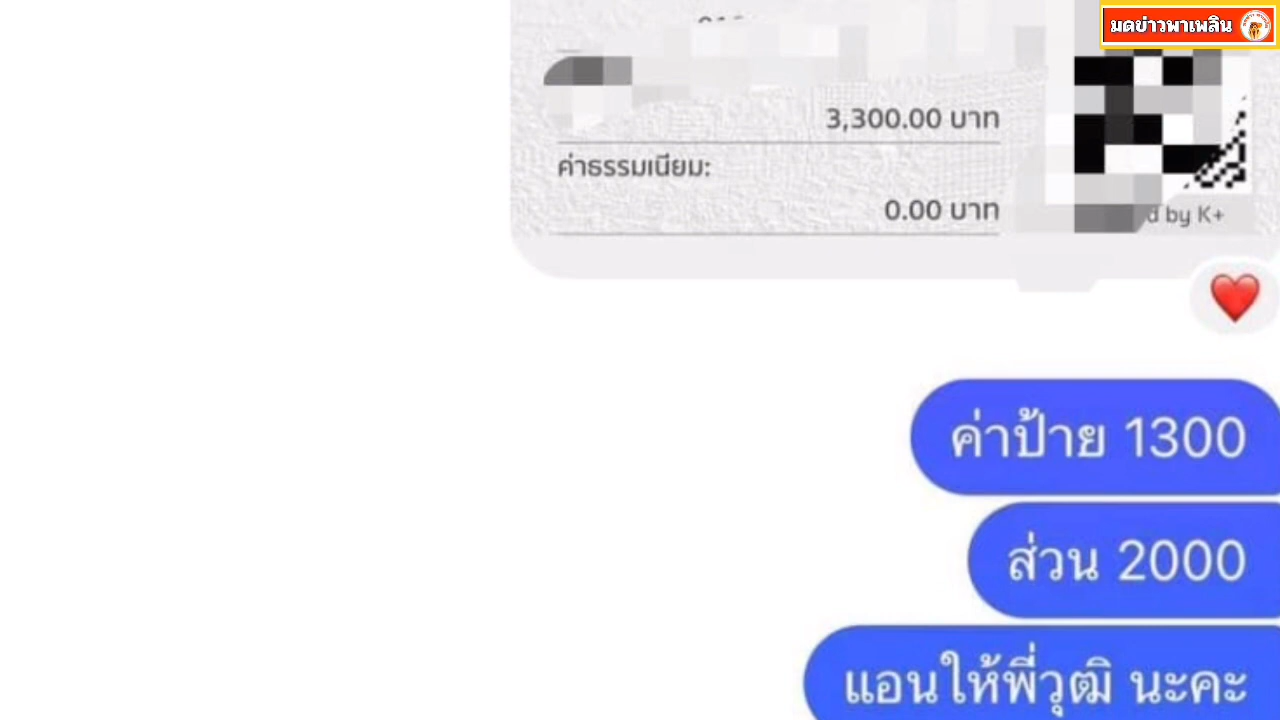 มดข่าวพาเพลิน
3,300.00 บาท
ค่าธรรมเนียม:
0.00 บาท
by K+
ค่าป้าย 1300
ส่วน 2000
แอนให้พี่วุฒิ นะคะ